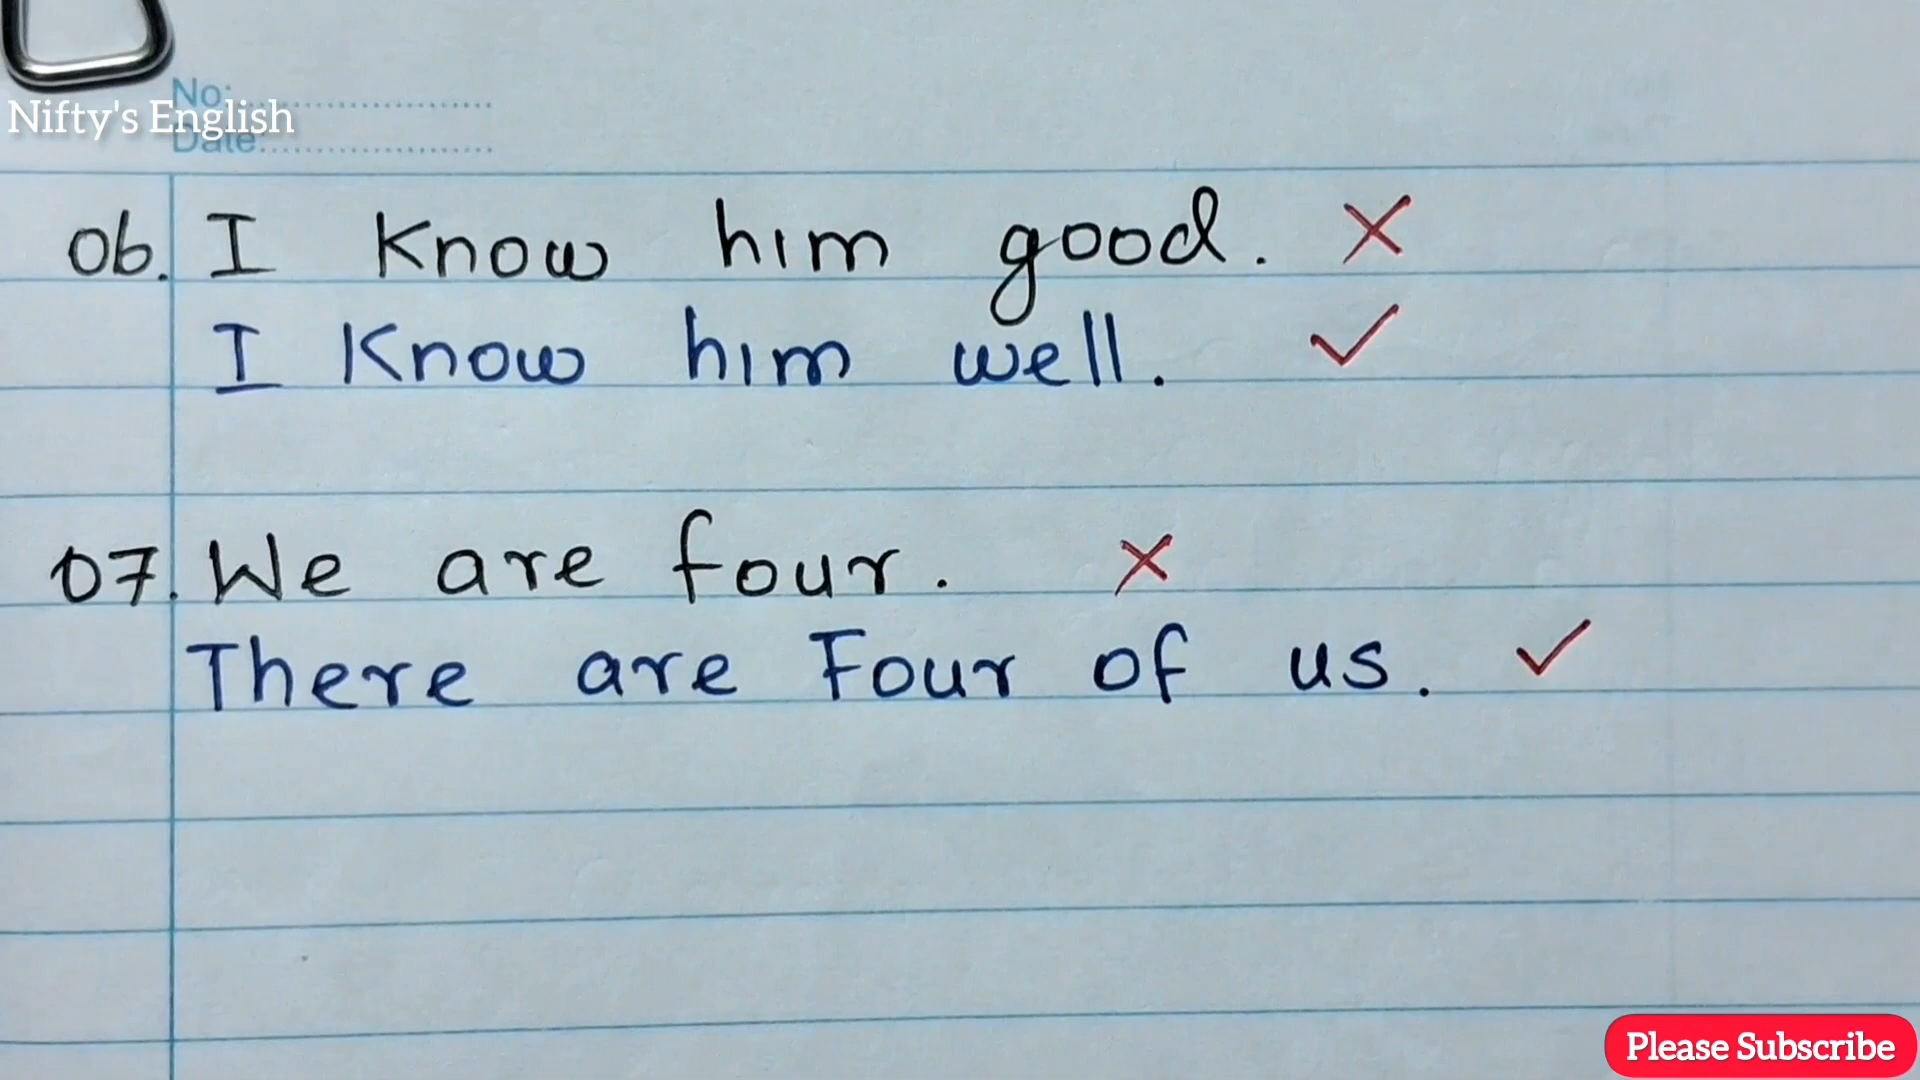 No:
Nifty's English
Date:
06. I Know him good. ×
I Know him well. ✓
07. We are four. ×
There are Four of us. ✓
Please Subscribe